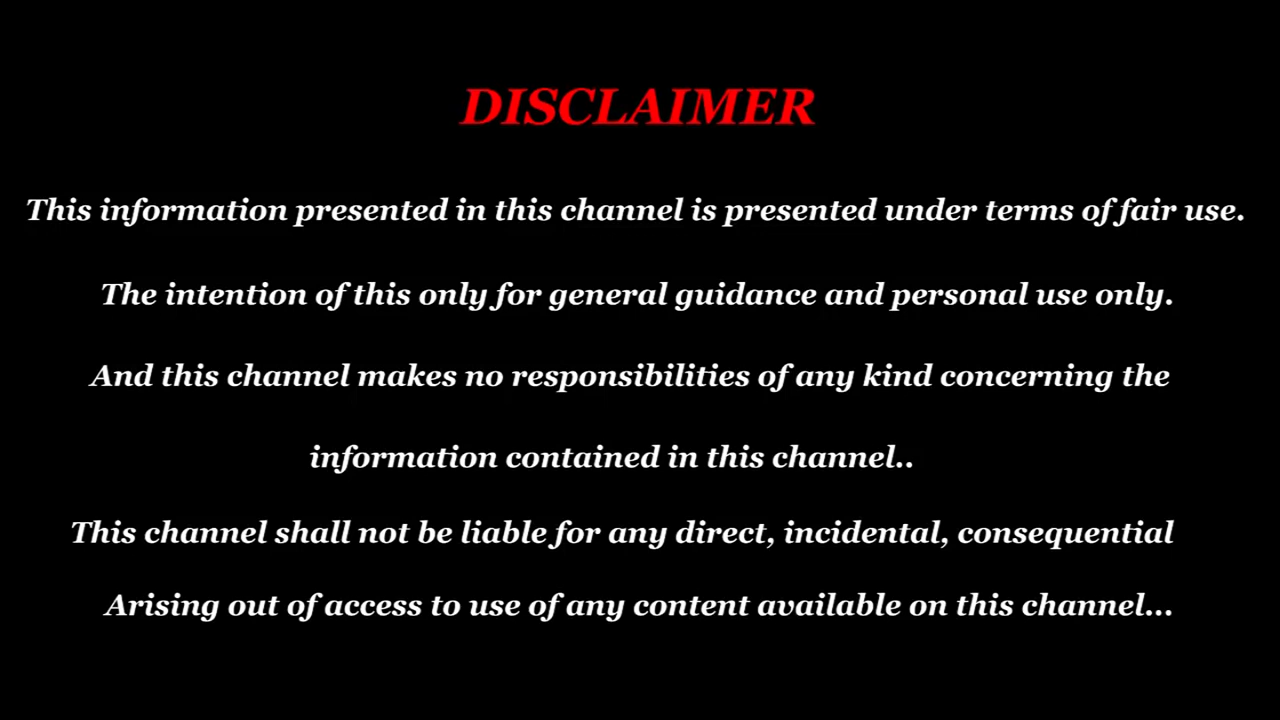 DISCLAIMER
This information presented in this channel is presented under terms of fair use.
The intention of this only for general guidance and personal use only.
And this channel makes no responsibilities of any kind concerning the
information contained in this channel..
This channel shall not be liable for any direct, incidental, consequential
Arising out of access to use of any content available on this channel...